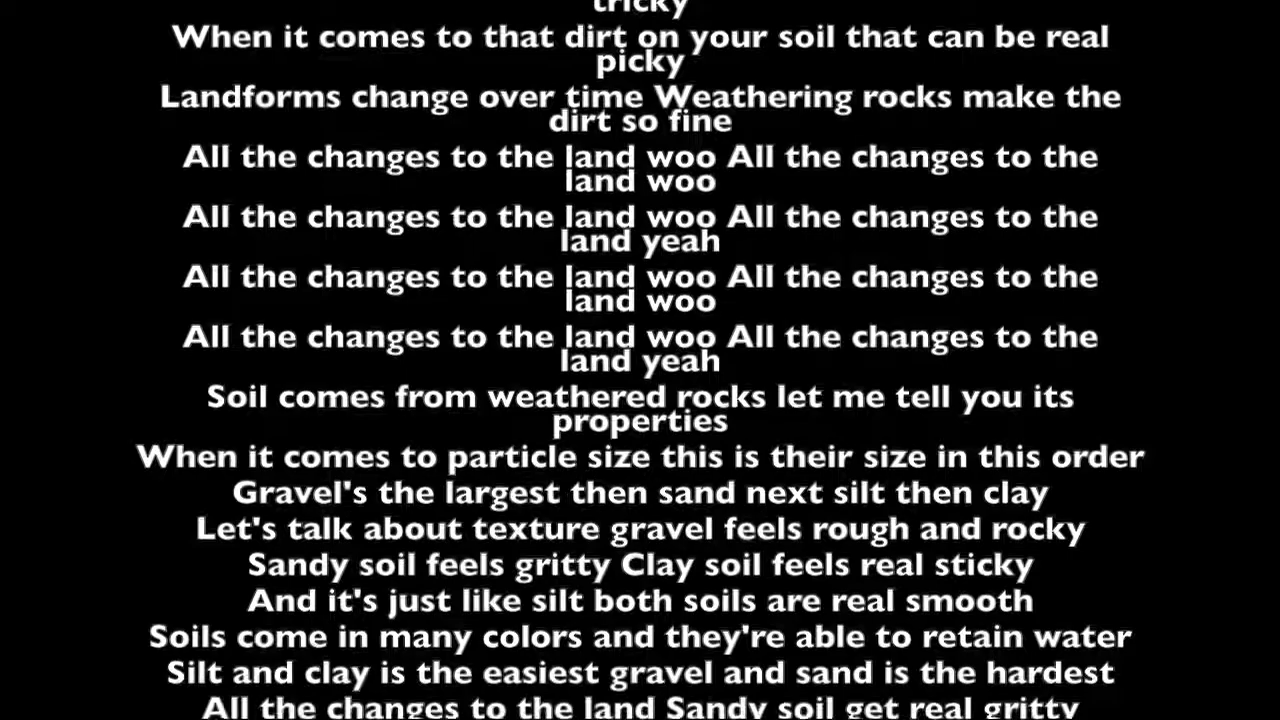 tricky
When it comes to that dirt on your soil that can be real
picky
Landforms change over time Weathering rocks make the
dirt so fine
All the changes to the land woo All the changes to the
land woo
All the changes to the land woo All the changes to the
land yeah
All the changes to the land woo All the changes to the
land woo
All the changes to the land woo All the changes to the
land yeah
Soil comes from weathered rocks let me tell you its
properties
When it comes to particle size this is their size in this order
Gravel's the largest then sand next silt then clay
Let's talk about texture gravel feels rough and rocky
Sandy soil feels gritty Clay soil feels real sticky
And it's just like silt both soils are real smooth
Soils come in many colors and they're able to retain water
Silt and clay is the easiest gravel and sand is the hardest
All the changes to the land Sandy soil get real gritty